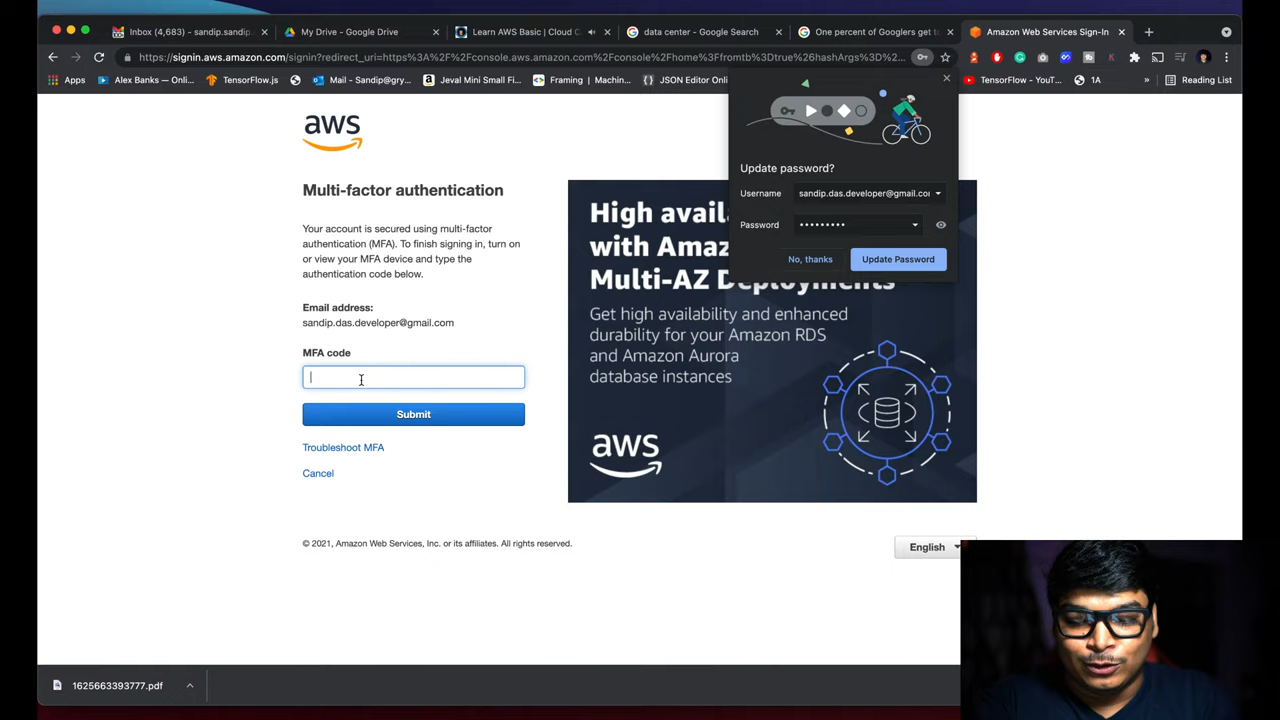 Inbox (4,683) - sandip.sandip.
My Drive - Google Drive
Learn AWS Basic | Cloud C
data center - Google Search
One percent of Googlers get t
Amazon Web Services Sign-In
https://signin.aws.amazon.com/signin?redirect_uri=https%3A%2F%2Fconsole.aws.amazon.com%2Fconsole%2Fhome%3Ffromtb%3Dtrue%26hashArgs%3D%2...
Apps
Alex Banks — Onli...
TensorFlow.js
Mail - Sandip@gry...
Jeval Mini Small Fi...
Framing | Machin...
JSON Editor Onli
TensorFlow - YouT...
1A
»
Reading List
aws
Multi-factor authentication
Your account is secured using multi-factor
authentication (MFA). To finish signing in, turn on
or view your MFA device and type the
authentication code below.
Email address:
sandip.das.developer@gmail.com
MFA code
Submit
Troubleshoot MFA
Cancel
Update password?
Username
sandip.das.developer@gmail.co
Password
•••••••••
No, thanks
Update Password
High avail
with Amaz
Multi-AZ Deployments
Get high availability and enhanced
durability for your Amazon RDS
and Amazon Aurora
database instances
aws
© 2021, Amazon Web Services, Inc. or its affiliates. All rights reserved.
English
1625663393777.pdf